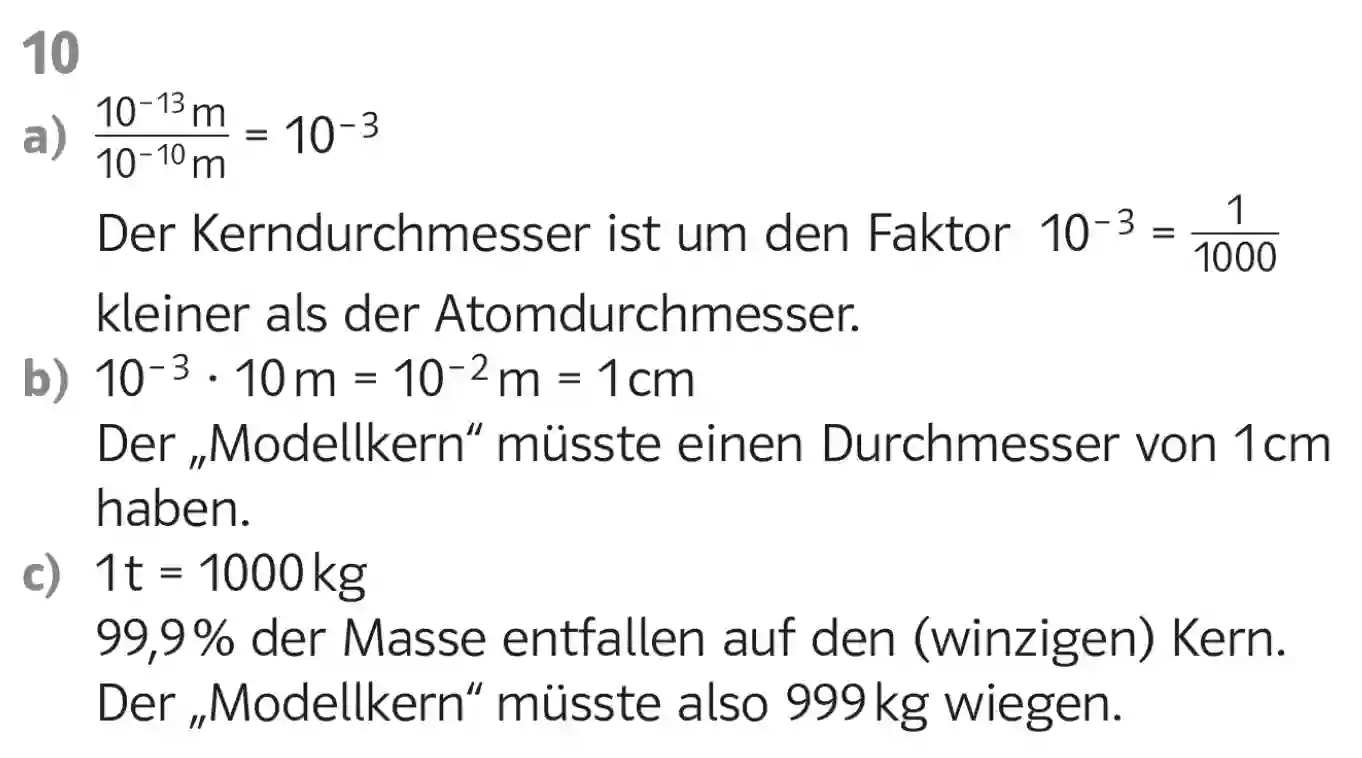 10
a) 10⁻¹³ m / 10⁻¹⁰ m = 10⁻³
Der Kerndurchmesser ist um den Faktor 10⁻³ = 1/1000
kleiner als der Atomdurchmesser.
b) 10⁻³ · 10 m = 10⁻² m = 1 cm
Der „Modellkern“ müsste einen Durchmesser von 1 cm
haben.
c) 1 t = 1000 kg
99,9 % der Masse entfallen auf den (winzigen) Kern.
Der „Modellkern“ müsste also 999 kg wiegen.